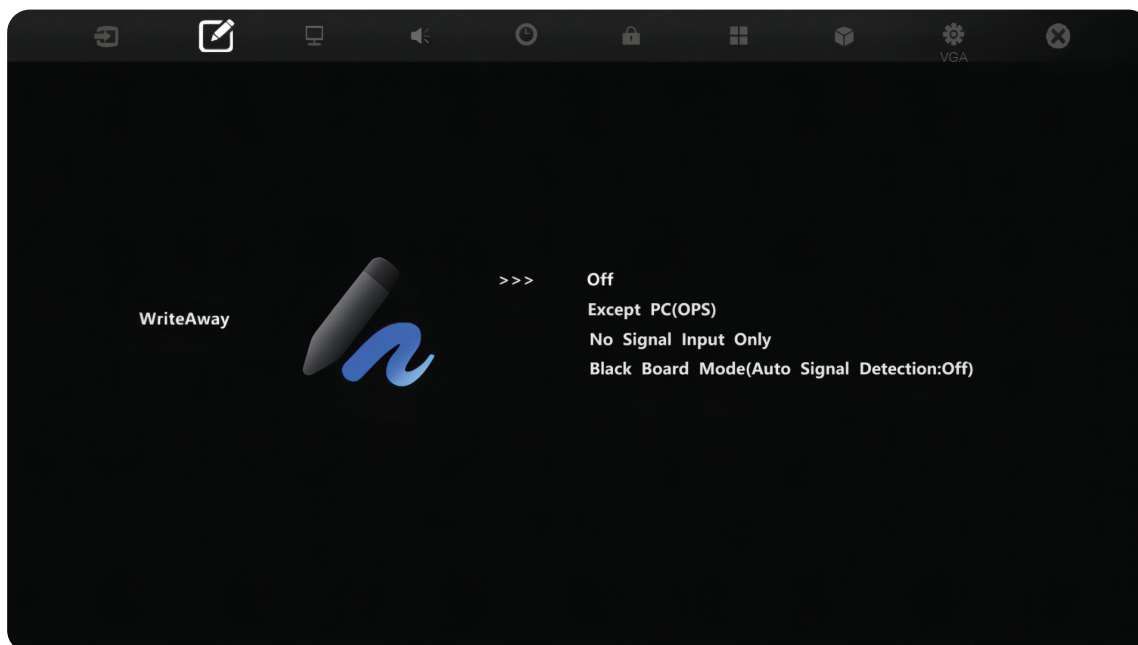 VGA
WriteAway
>>> Off
Except PC(OPS)
No Signal Input Only
Black Board Mode(Auto Signal Detection:Off)